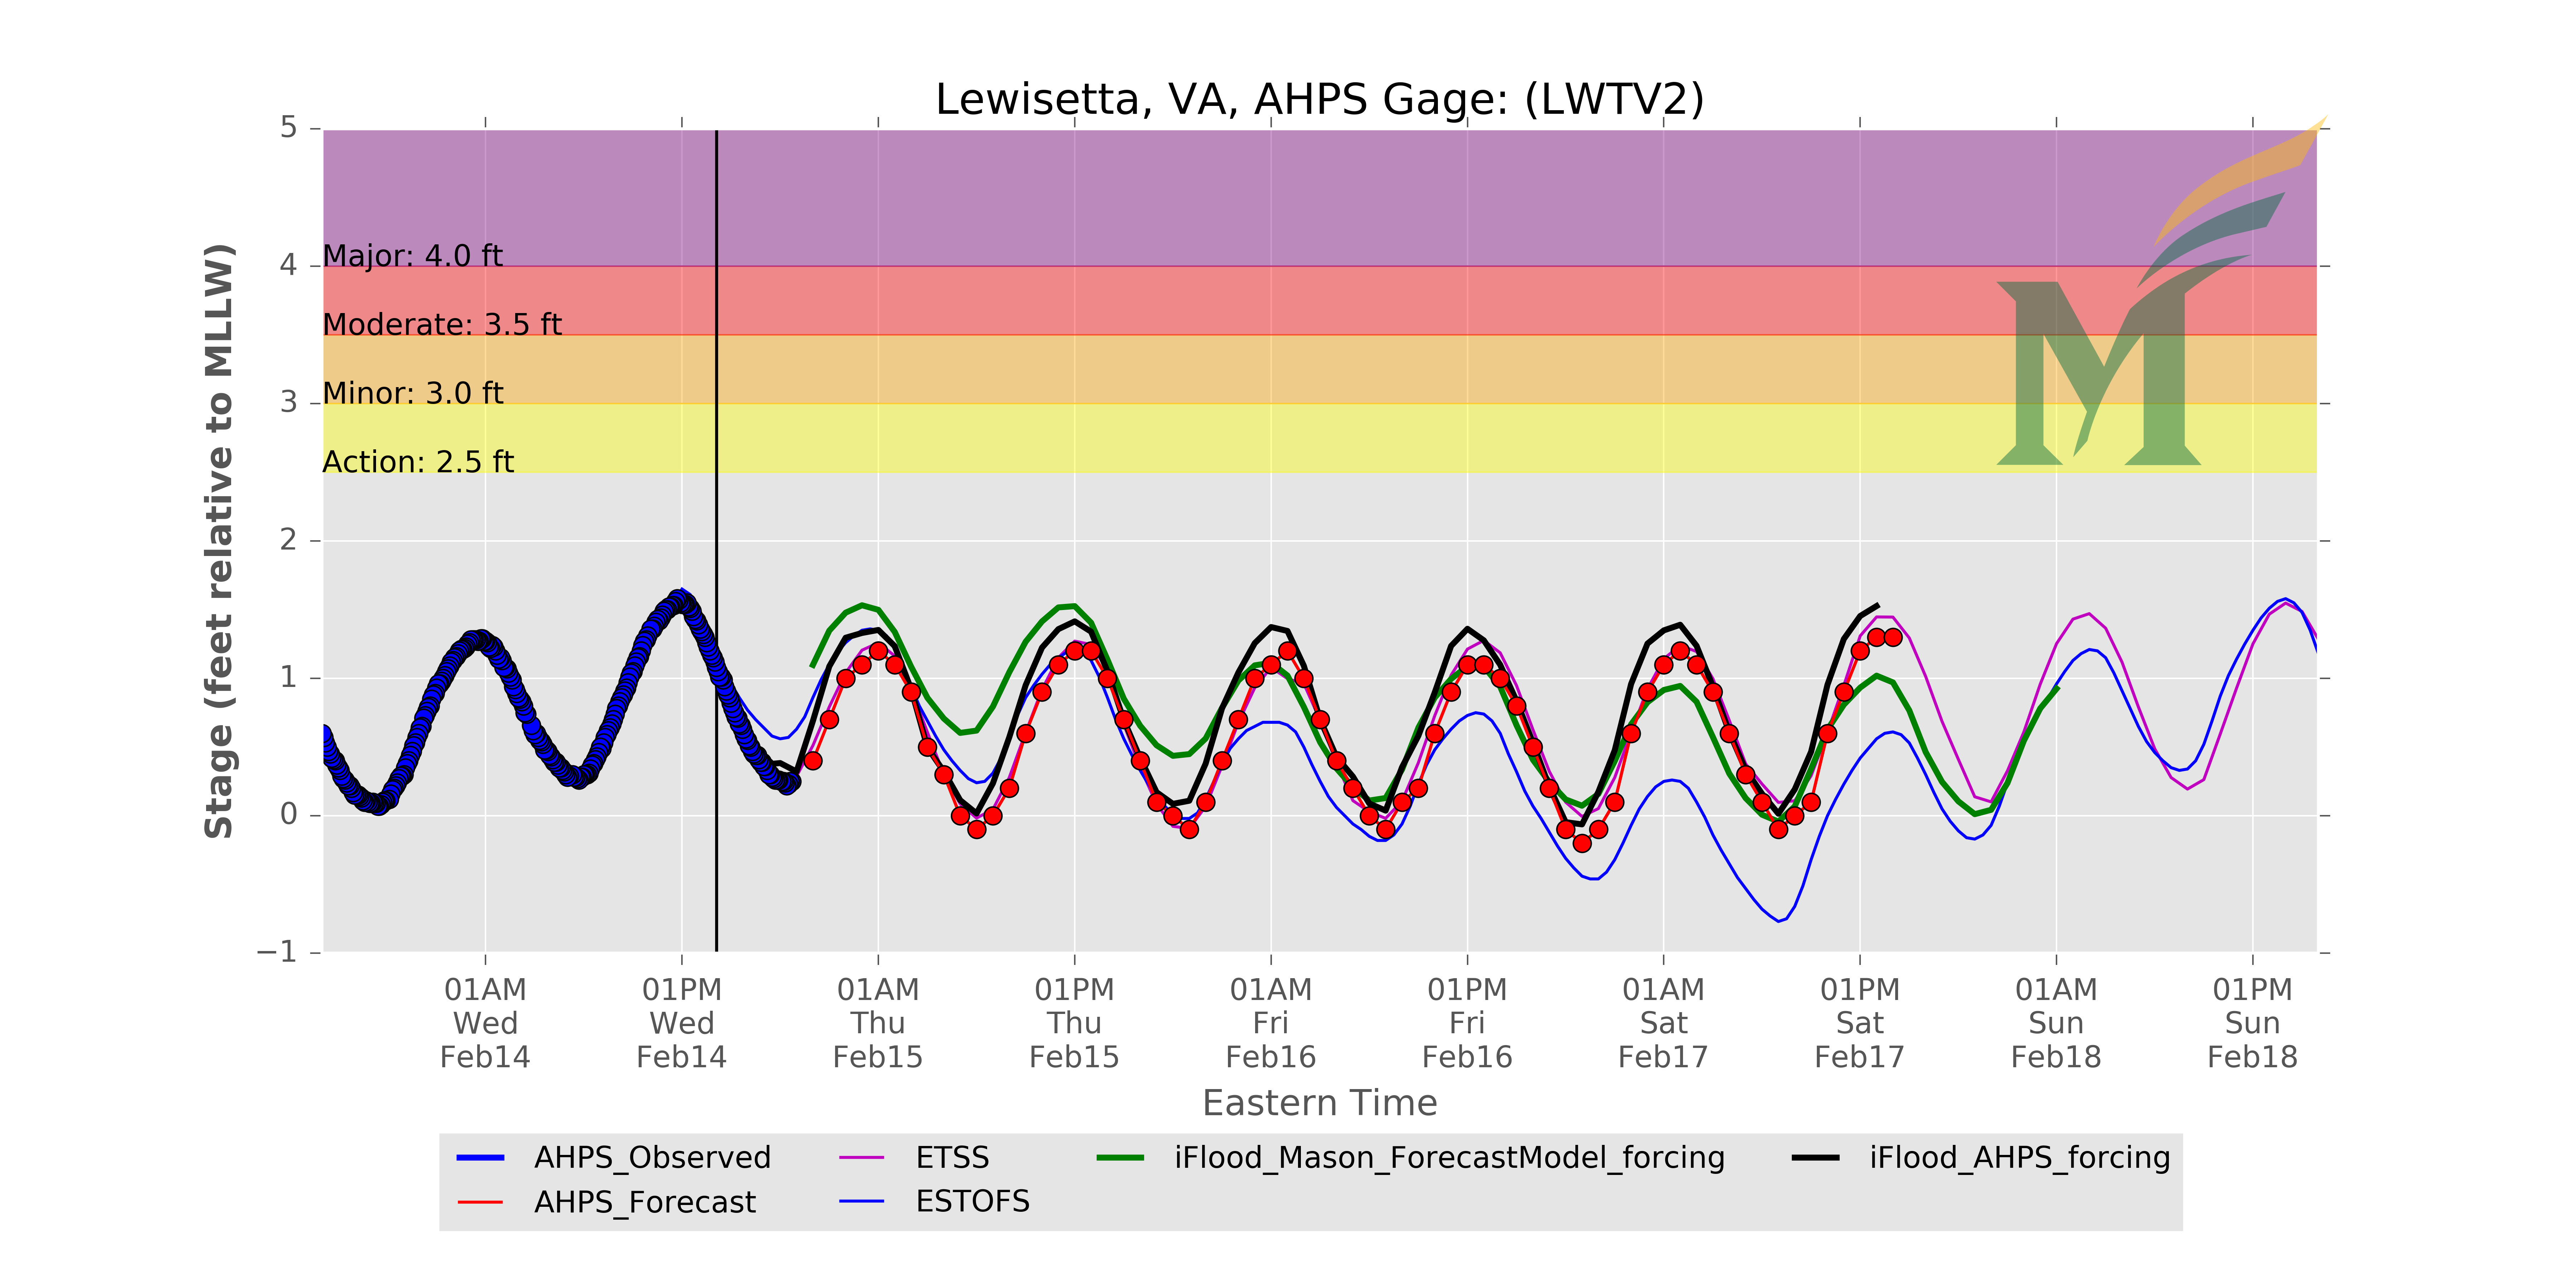 Lewisetta, VA, AHPS Gage: (LWTV2)
Stage (feet relative to MLLW)
5
4
3
2
1
0
−1
Major: 4.0 ft
Moderate: 3.5 ft
Minor: 3.0 ft
Action: 2.5 ft
M
01AM 01PM 01AM 01PM 01AM 01PM 01AM 01PM 01AM 01PM
Wed Wed Thu Thu Fri Fri Sat Sat Sun Sun
Feb14 Feb14 Feb15 Feb15 Feb16 Feb16 Feb17 Feb17 Feb18 Feb18
Eastern Time
AHPS_Observed ETSS iFlood_Mason_ForecastModel_forcing iFlood_AHPS_forcing
AHPS_Forecast ESTOFS